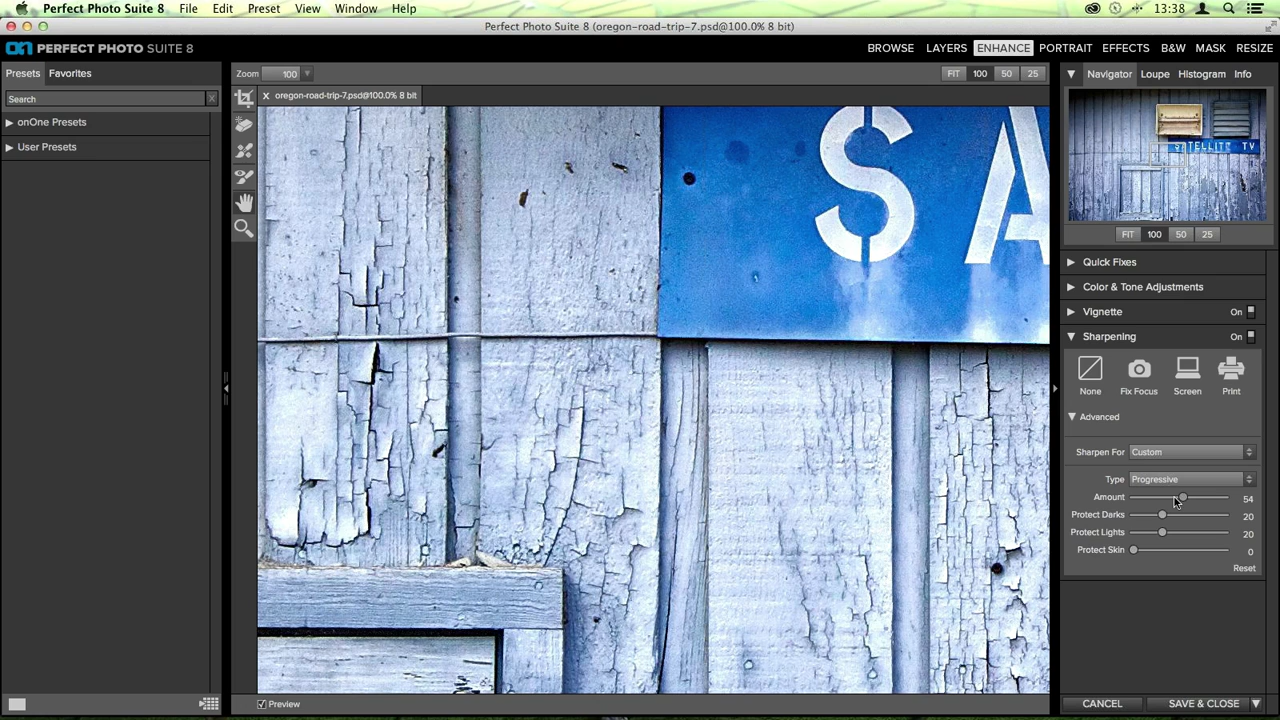 Perfect Photo Suite 8 File Edit Preset View Window Help 13:38
Perfect Photo Suite 8 (oregon-road-trip-7.psd@100.0% 8 bit)
on PERFECT PHOTO SUITE 8 BROWSE LAYERS ENHANCE PORTRAIT EFFECTS B&W MASK RESIZE
Presets Favorites Zoom 100 FIT 100 50 25 Navigator Loupe Histogram Info
Search X
x oregon-road-trip-7.psd@100.0% 8 bit
onOne Presets
User Presets
SA
SATELLITE TV
FIT 100 50 25
Quick Fixes
Color & Tone Adjustments
Vignette On
Sharpening On
None Fix Focus Screen Print
Advanced
Sharpen For Custom
Type Progressive
Amount 54
Protect Darks 20
Protect Lights 20
Protect Skin 0
Reset
Preview
CANCEL SAVE & CLOSE